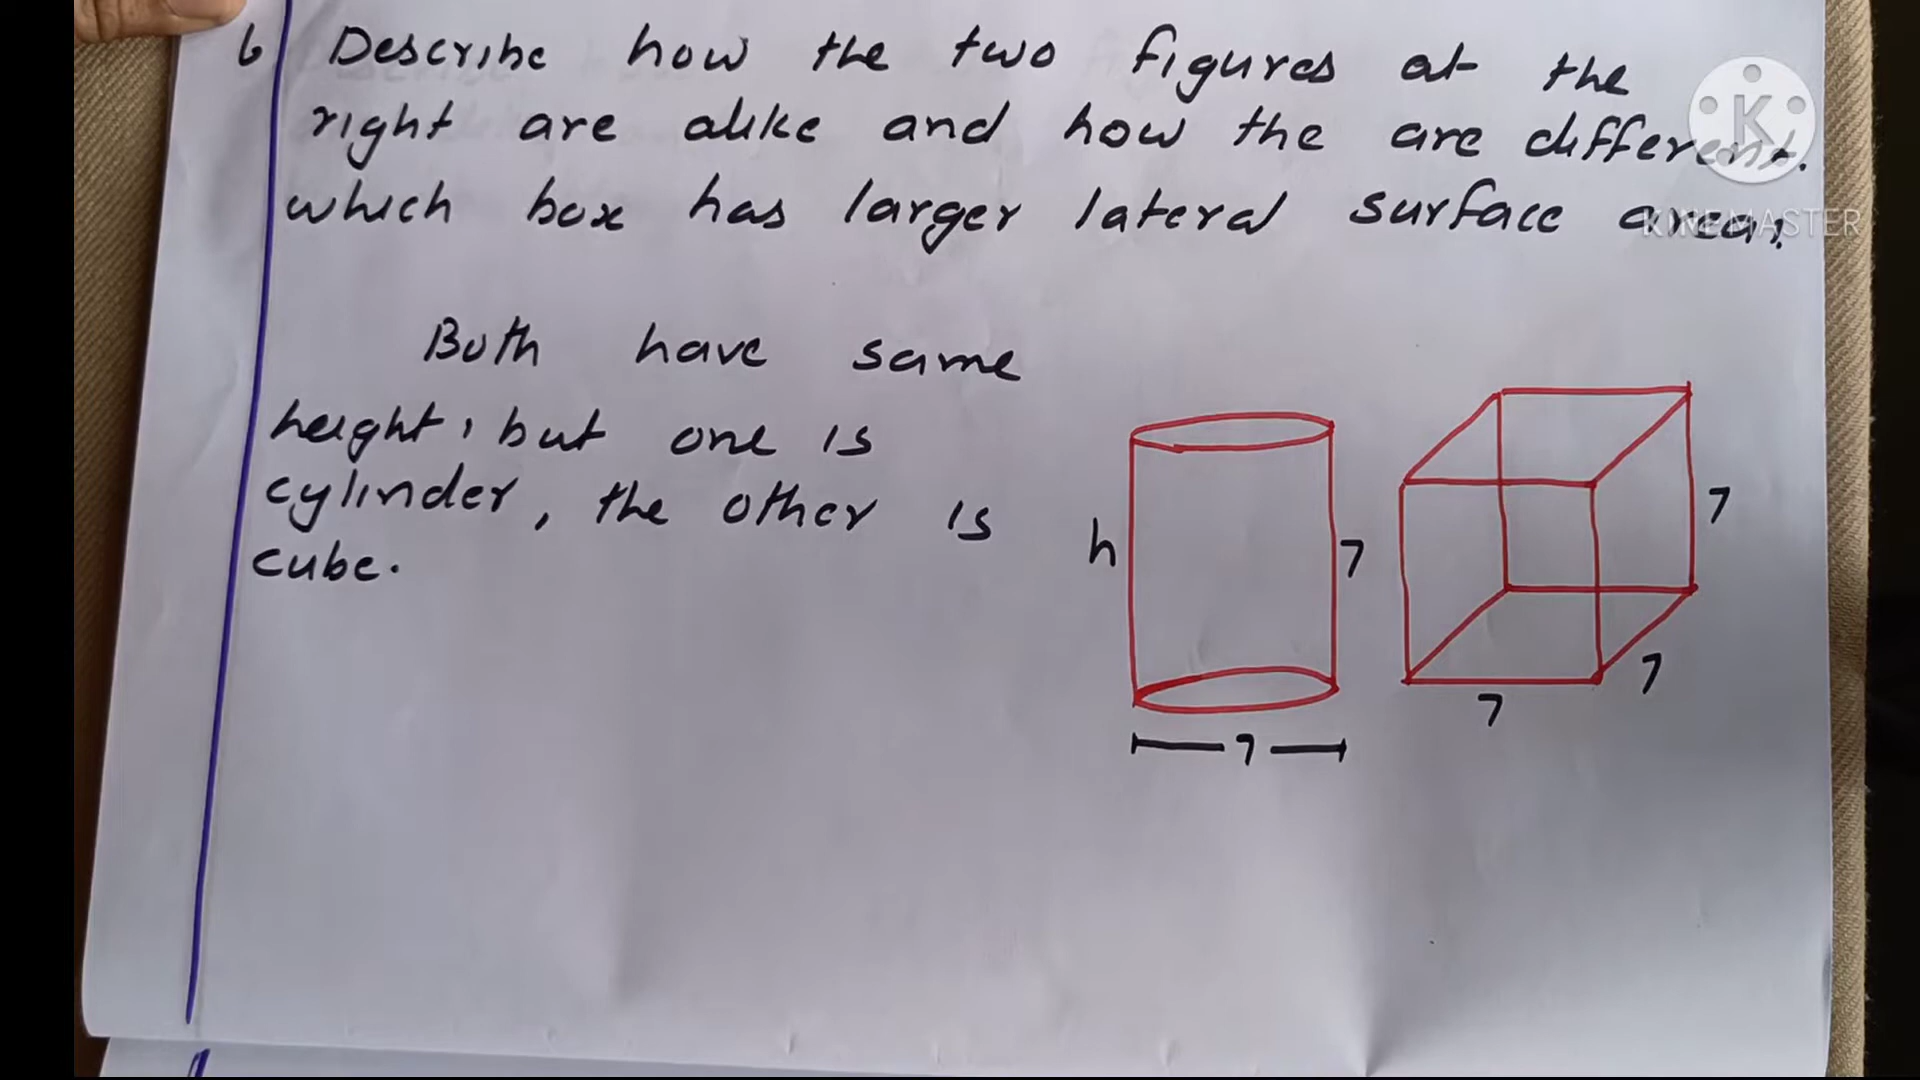 6 Describe how the two figures at the
right are alike and how the are different.
which box has larger lateral surface area?
Both have same
height, but one is
cylinder, the other is
cube.
h
7
7
7
7
7
K
KINEMASTER